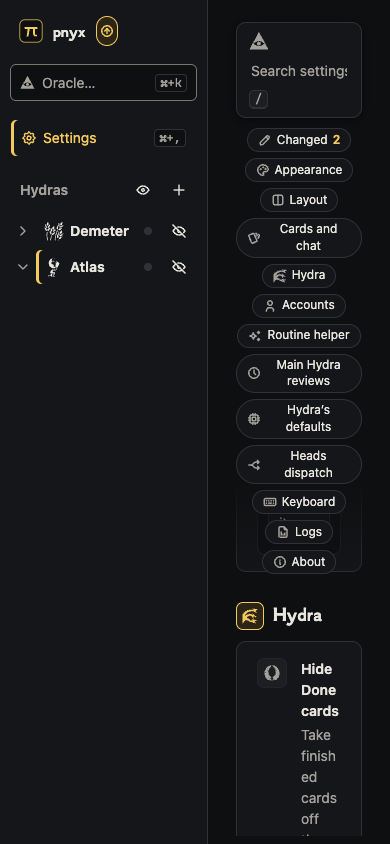 pnyx
Oracle...
⌘+k
Settings
⌘+,
Hydras
Demeter
Atlas
Search settings
/
Changed 2
Appearance
Layout
Cards and
chat
Hydra
Accounts
Routine helper
Main Hydra
reviews
Hydra's
defaults
Heads
dispatch
Keyboard
Logs
About
Hydra
Hide
Done
cards
Take
finish
ed
cards
off